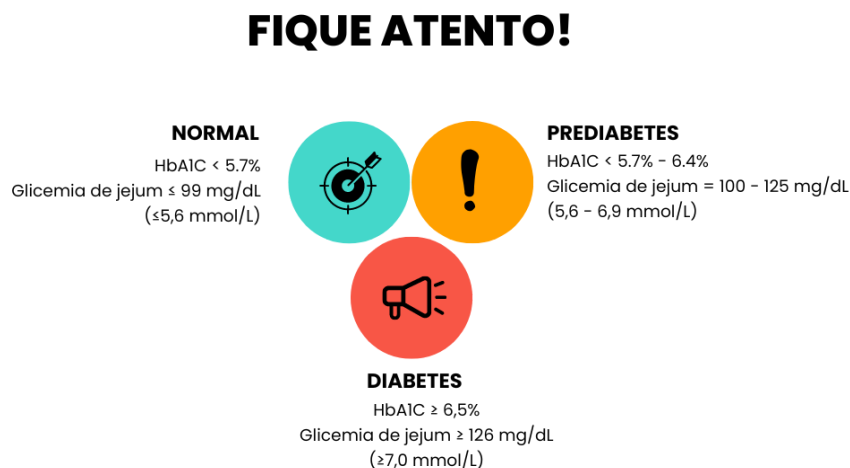 FIQUE ATENTO!
NORMAL
HbA1C < 5.7%
Glicemia de jejum ≤ 99 mg/dL
(≤5,6 mmol/L)
PREDIABETES
HbA1C < 5.7% - 6.4%
Glicemia de jejum = 100 - 125 mg/dL
(5,6 - 6,9 mmol/L)
DIABETES
HbA1C ≥ 6,5%
Glicemia de jejum ≥ 126 mg/dL
(≥7,0 mmol/L)